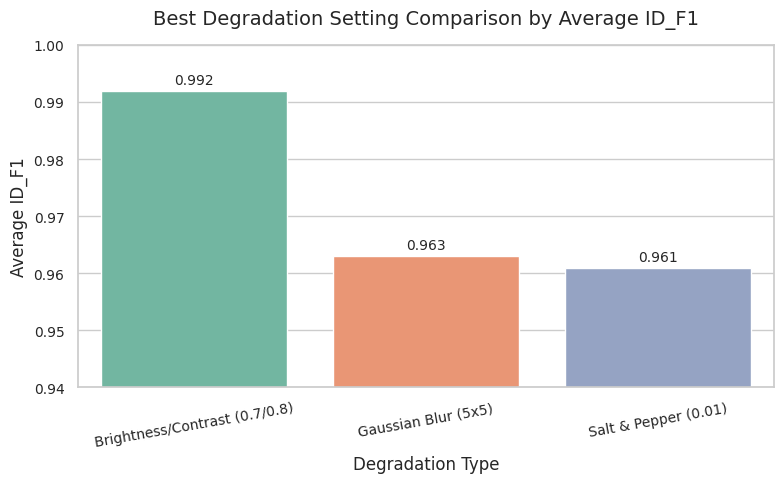 Best Degradation Setting Comparison by Average ID_F1
1.00
0.99
0.98
0.97
0.96
0.95
0.94
Average ID_F1
0.992
0.963
0.961
Brightness/Contrast (0.7/0.8)
Gaussian Blur (5x5)
Salt & Pepper (0.01)
Degradation Type